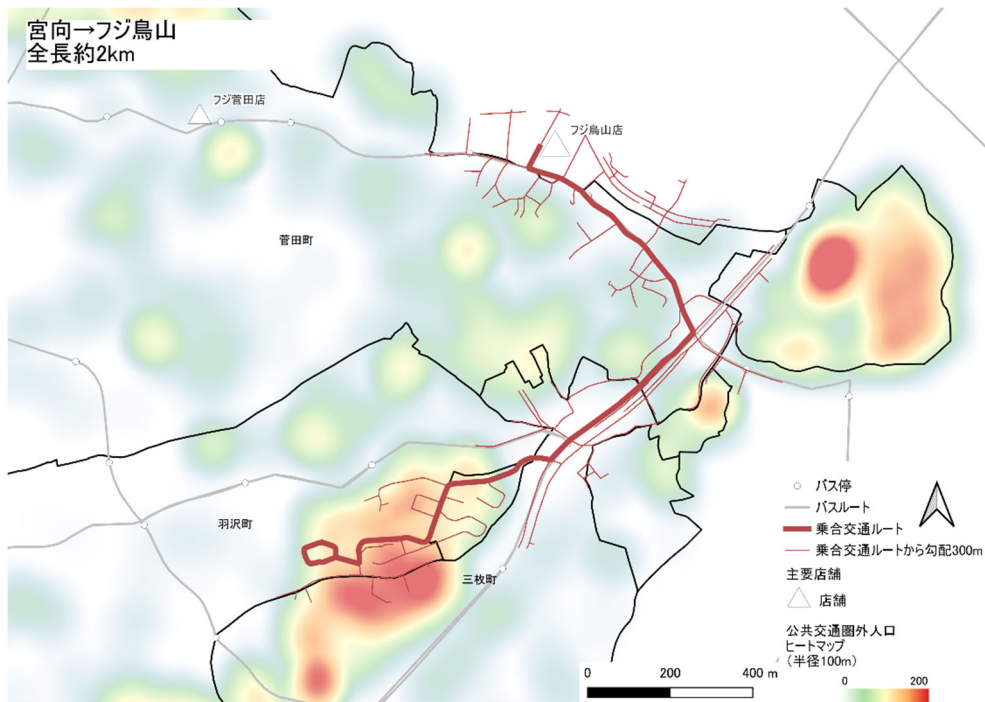 宮向→フジ鳥山
全長約2km
フジ菅田店
フジ鳥山店
菅田町
羽沢町
三枚町
バス停
バスルート
乗合交通ルート
乗合交通ルートから勾配300m
主要店舗
店舗
公共交通圏外人口
ヒートマップ
(半径100m)
0 200
0 200 400 m